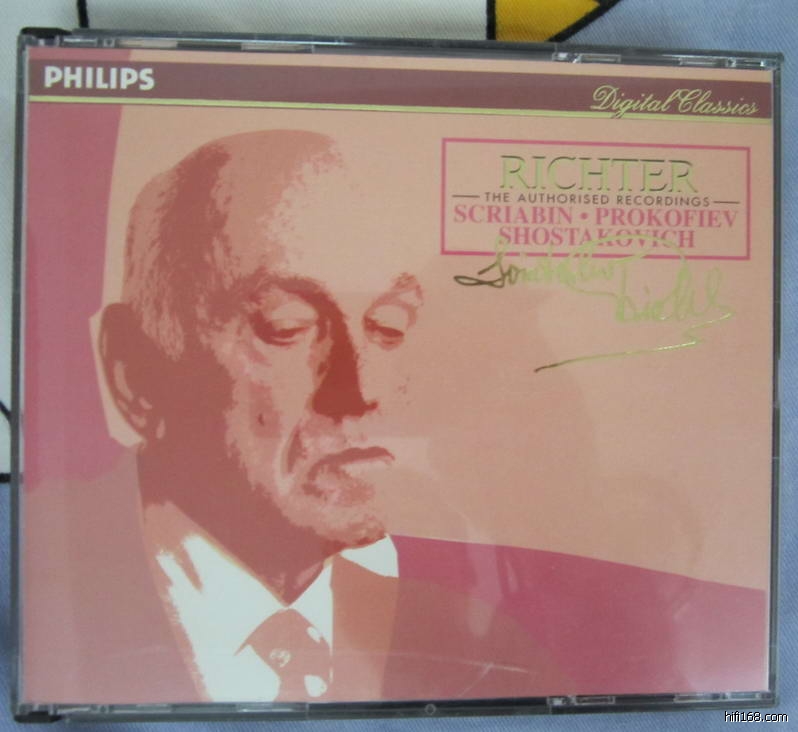 PHILIPS
Digital Classics
RICHTER
THE AUTHORISED RECORDINGS
SCRIABIN • PROKOFIEV
SHOSTAKOVICH
hifi168.com